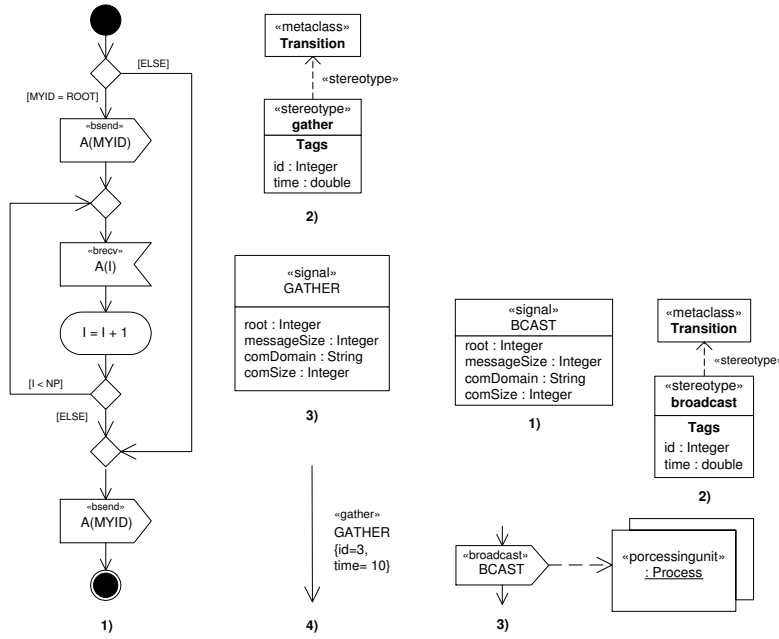 [ELSE]
[MYID = ROOT]
«bsend»
A(MYID)
«brecv»
A(I)
I = I + 1
[I < NP]
[ELSE]
«bsend»
A(MYID)
1)
«metaclass»
Transition
«stereotype»
«stereotype»
gather
Tags
id : Integer
time : double
2)
«signal»
GATHER
root : Integer
messageSize : Integer
comDomain : String
comSize : Integer
3)
«gather»
GATHER
{id=3,
time= 10}
4)
«signal»
BCAST
root : Integer
messageSize : Integer
comDomain : String
comSize : Integer
1)
«metaclass»
Transition
«stereotype»
«stereotype»
broadcast
Tags
id : Integer
time : double
2)
«broadcast»
BCAST
«porcessingunit»
: Process
3)